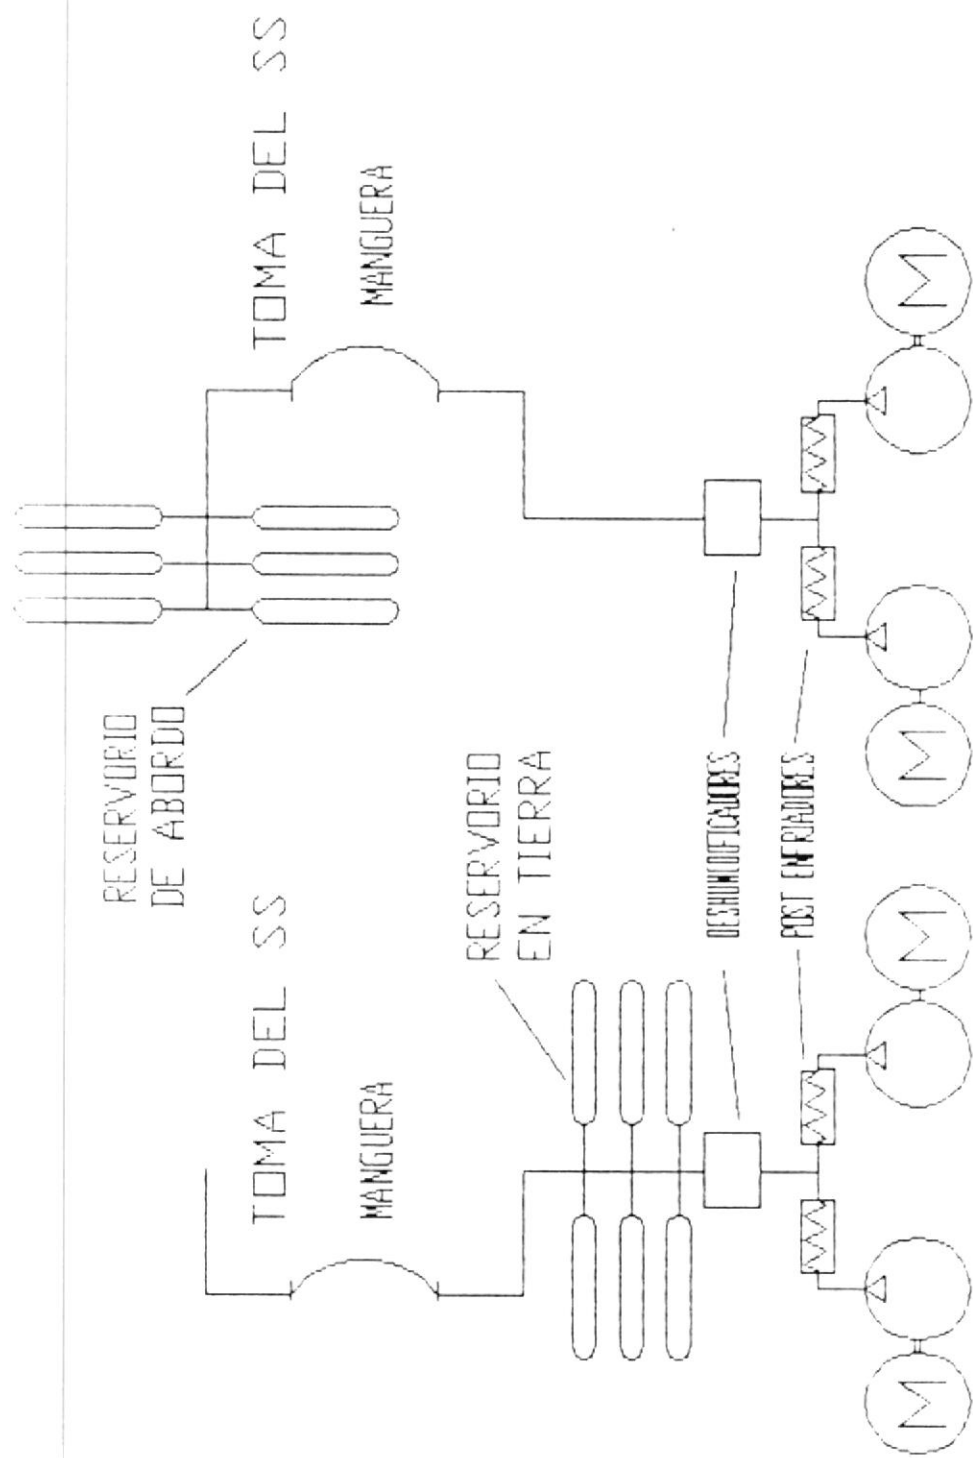 TOMA DEL SS
MANGUERA
RESERVORIO
DE ABORDO
TOMA DEL SS
MANGUERA
RESERVORIO
EN TIERRA
DESHUMIDIFICADORES
POST ENFRIADORES
M
M
M
M